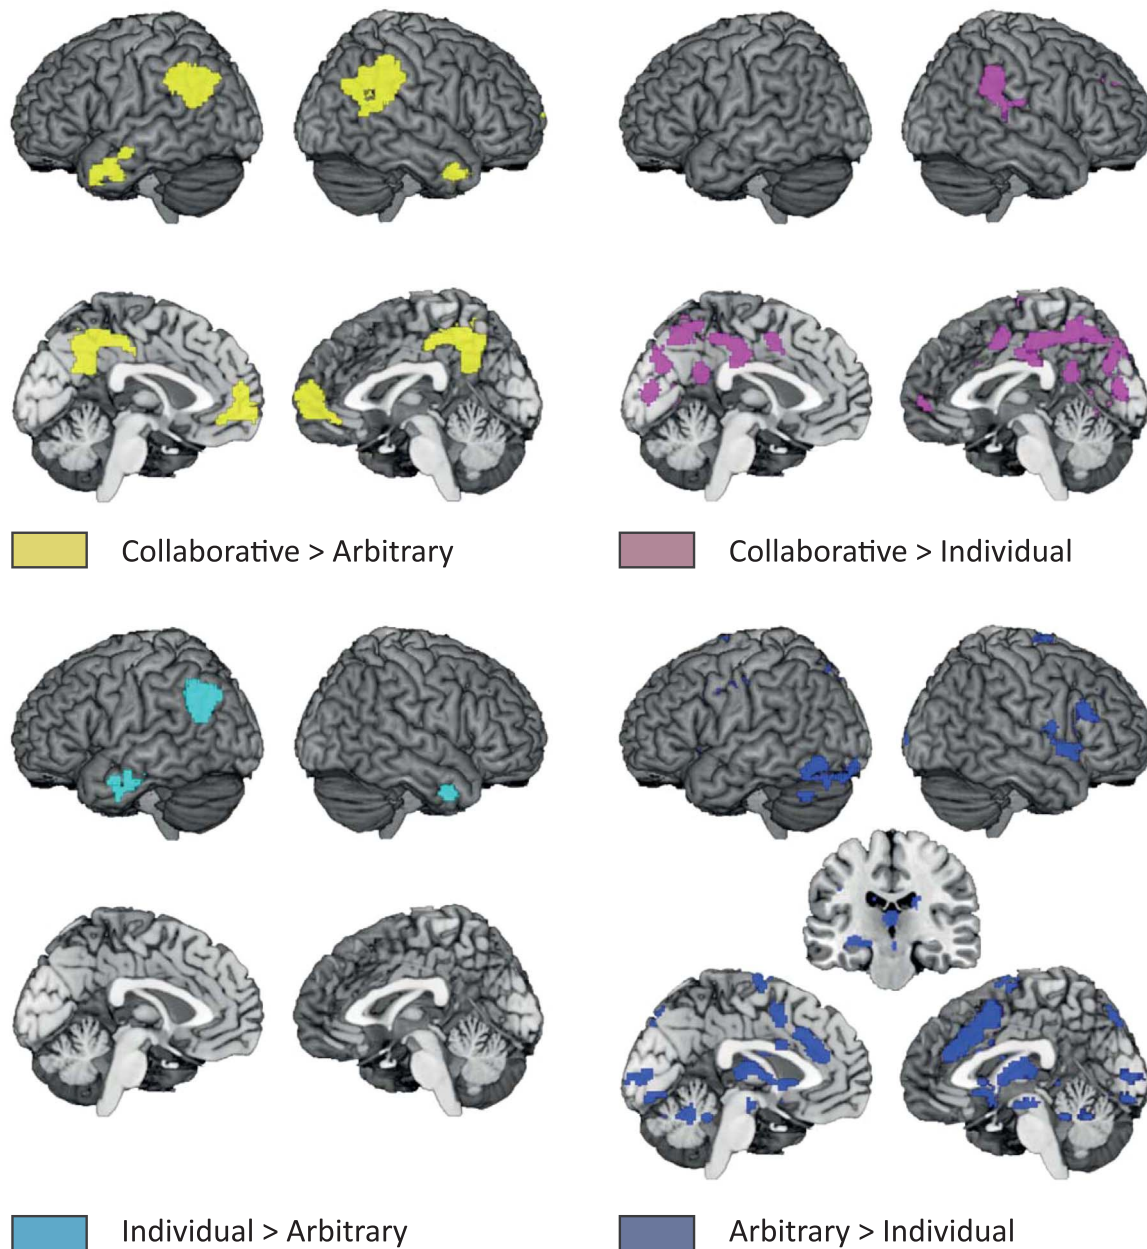 Collaborative > Arbitrary
Collaborative > Individual
Individual > Arbitrary
Arbitrary > Individual